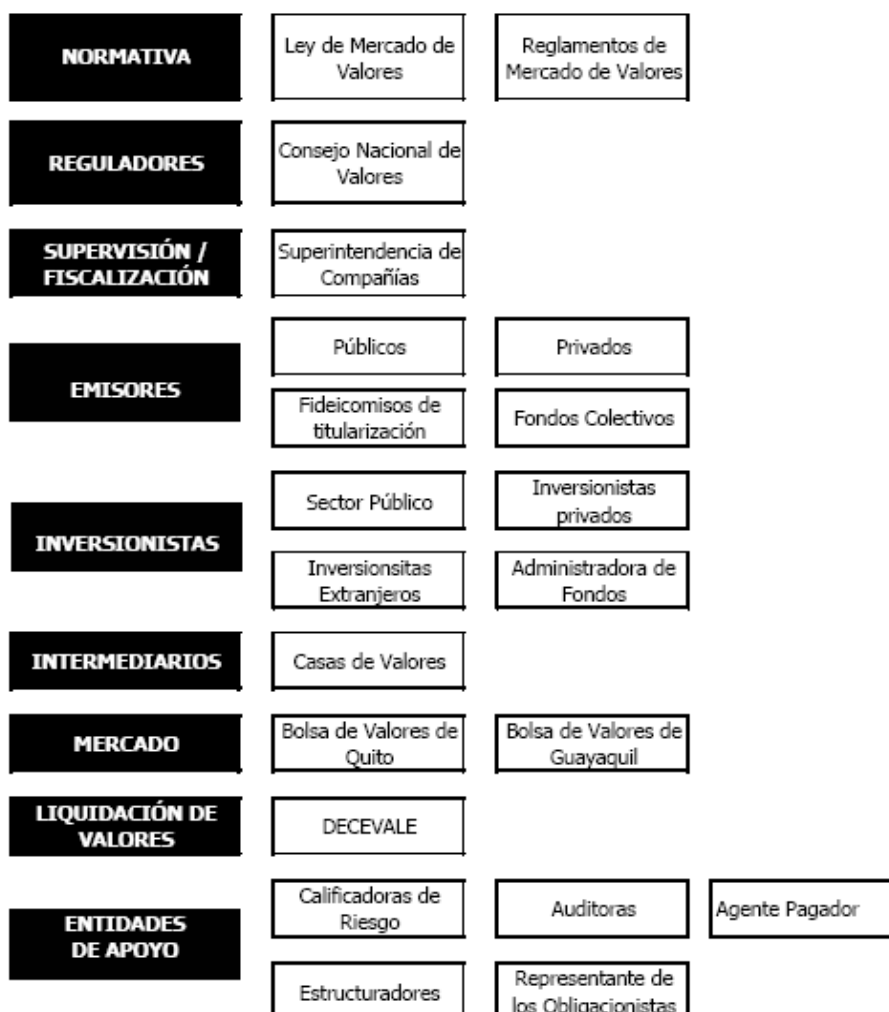 NORMATIVA
Ley de Mercado de
Valores
Reglamentos de
Mercado de Valores
REGULADORES
Consejo Nacional de
Valores
SUPERVISIÓN /
FISCALIZACIÓN
Superintendencia de
Compañías
EMISORES
Públicos
Privados
Fideicomisos de
titularización
Fondos Colectivos
INVERSIONISTAS
Sector Público
Inversionistas
privados
Inversionsitas
Extranjeros
Administradora de
Fondos
INTERMEDIARIOS
Casas de Valores
MERCADO
Bolsa de Valores de
Quito
Bolsa de Valores de
Guayaquil
LIQUIDACIÓN DE
VALORES
DECEVALE
ENTIDADES
DE APOYO
Calificadoras de
Riesgo
Auditoras
Agente Pagador
Estructuradores
Representante de
los Obligacionistas